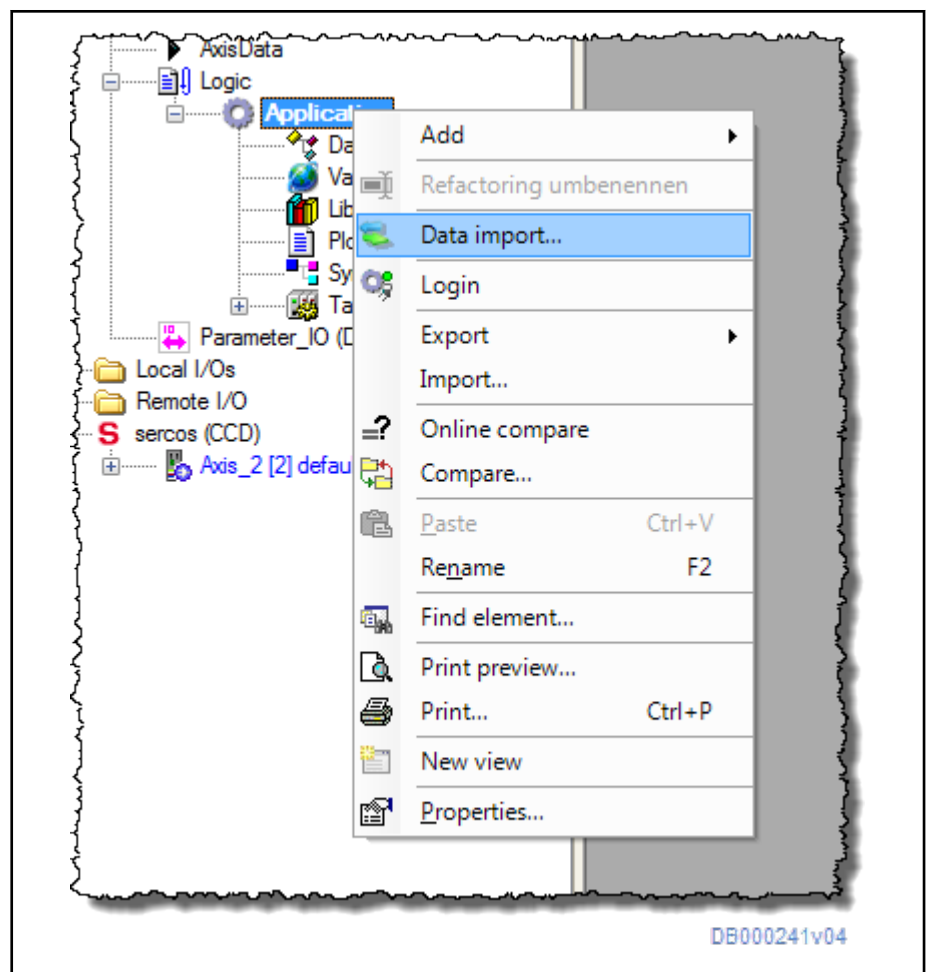 AxisData
Logic
Applicati
Da
Va
Lib
Plo
Sy
Ta
Parameter_IO (D
Local I/Os
Remote I/O
S sercos (CCD)
Axis_2 [2] defau
Add
Refactoring umbenennen
Data import...
Login
Export
Import...
=? Online compare
Compare...
Paste Ctrl+V
Rename F2
Find element...
Print preview...
Print... Ctrl+P
New view
Properties...
DB000241v04